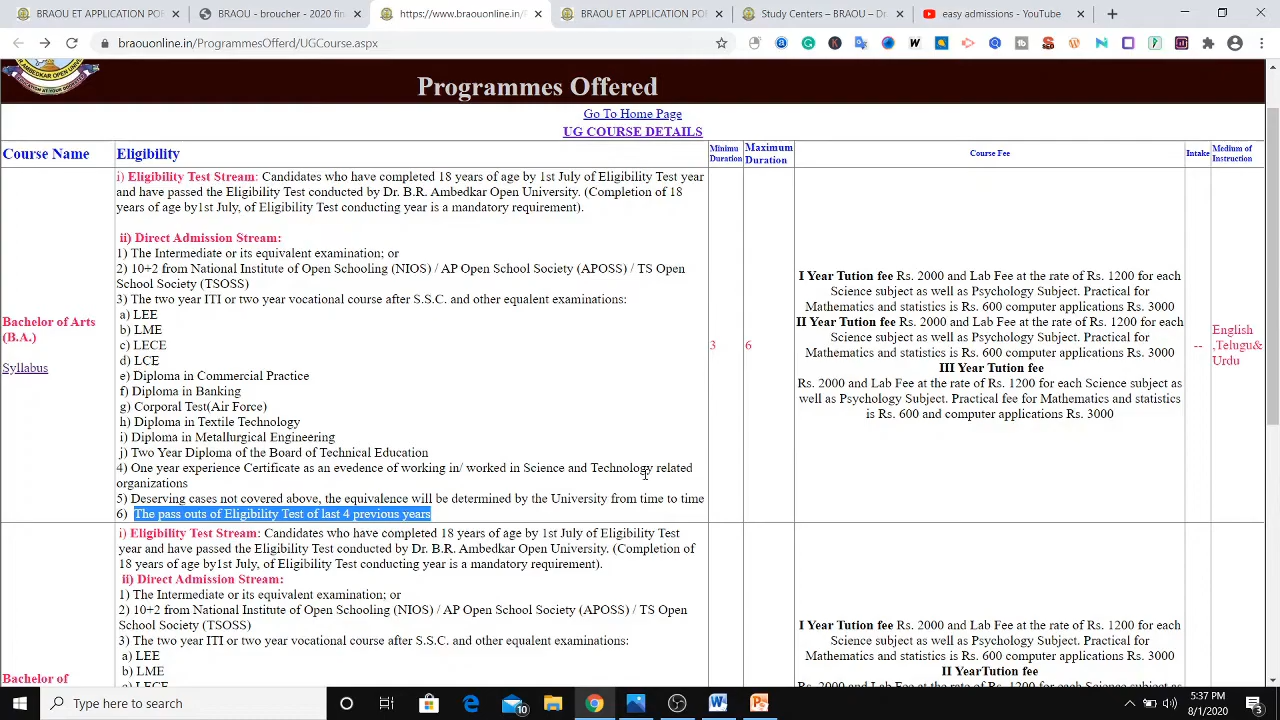 BRAOU ET APPLICATION POR
BRAOU - broucher - 2020 fin
https://www.braouonline.in/P
BRAOU ET APPLICATION POR
Study Centers – BRAOU – Dr
easy admissions - YouTube
braouonline.in/ProgrammesOfferd/UGCourse.aspx
Programmes Offered
Go To Home Page
UG COURSE DETAILS
Course Name
Eligibility
Minimu Duration
Maximum Duration
Course Fee
Intake
Medium of Instruction
Bachelor of Arts
(B.A.)
Syllabus
i) Eligibility Test Stream: Candidates who have completed 18 years of age by 1st July of Eligibility Test year
and have passed the Eligibility Test conducted by Dr. B.R. Ambedkar Open University. (Completion of 18
years of age by1st July, of Eligibility Test conducting year is a mandatory requirement).
ii) Direct Admission Stream:
1) The Intermediate or its equivalent examination; or
2) 10+2 from National Institute of Open Schooling (NIOS) / AP Open School Society (APOSS) / TS Open
School Society (TSOSS)
3) The two year ITI or two year vocational course after S.S.C. and other equalent examinations:
a) LEE
b) LME
c) LECE
d) LCE
e) Diploma in Commercial Practice
f) Diploma in Banking
g) Corporal Test(Air Force)
h) Diploma in Textile Technology
i) Diploma in Metallurgical Engineering
j) Two Year Diploma of the Board of Technical Education
4) One year experience Certificate as an evedence of working in/ worked in Science and Technology related
organizations
5) Deserving cases not covered above, the equivalence will be determined by the University from time to time
6) The pass outs of Eligibility Test of last 4 previous years
3
6
I Year Tution fee Rs. 2000 and Lab Fee at the rate of Rs. 1200 for each
Science subject as well as Psychology Subject. Practical for
Mathematics and statistics is Rs. 600 computer applications Rs. 3000
II Year Tution fee Rs. 2000 and Lab Fee at the rate of Rs. 1200 for each
Science subject as well as Psychology Subject. Practical for
Mathematics and statistics is Rs. 600 computer applications Rs. 3000
III Year Tution fee
Rs. 2000 and Lab Fee at the rate of Rs. 1200 for each Science subject as
well as Psychology Subject. Practical fee for Mathematics and statistics
is Rs. 600 and computer applications Rs. 3000
--
English
,Telugu&
Urdu
Bachelor of
i) Eligibility Test Stream: Candidates who have completed 18 years of age by 1st July of Eligibility Test
year and have passed the Eligibility Test conducted by Dr. B.R. Ambedkar Open University. (Completion of
18 years of age by1st July, of Eligibility Test conducting year is a mandatory requirement).
ii) Direct Admission Stream:
1) The Intermediate or its equivalent examination; or
2) 10+2 from National Institute of Open Schooling (NIOS) / AP Open School Society (APOSS) / TS Open
School Society (TSOSS)
3) The two year ITI or two year vocational course after S.S.C. and other equalent examinations:
a) LEE
b) LME
I Year Tution fee Rs. 2000 and Lab Fee at the rate of Rs. 1200 for each
Science subject as well as Psychology Subject. Practical for
Mathematics and statistics is Rs. 600 computer applications Rs. 3000
II YearTution fee
Type here to search
10
5:37 PM
8/1/2020
3